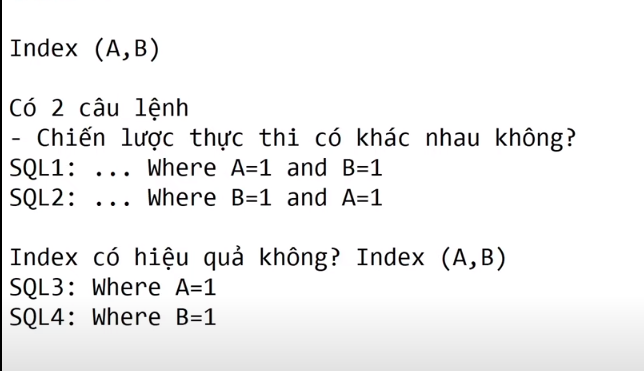 Index (A,B)
Có 2 câu lệnh
- Chiến lược thực thi có khác nhau không?
SQL1: ... Where A=1 and B=1
SQL2: ... Where B=1 and A=1
Index có hiệu quả không? Index (A,B)
SQL3: Where A=1
SQL4: Where B=1